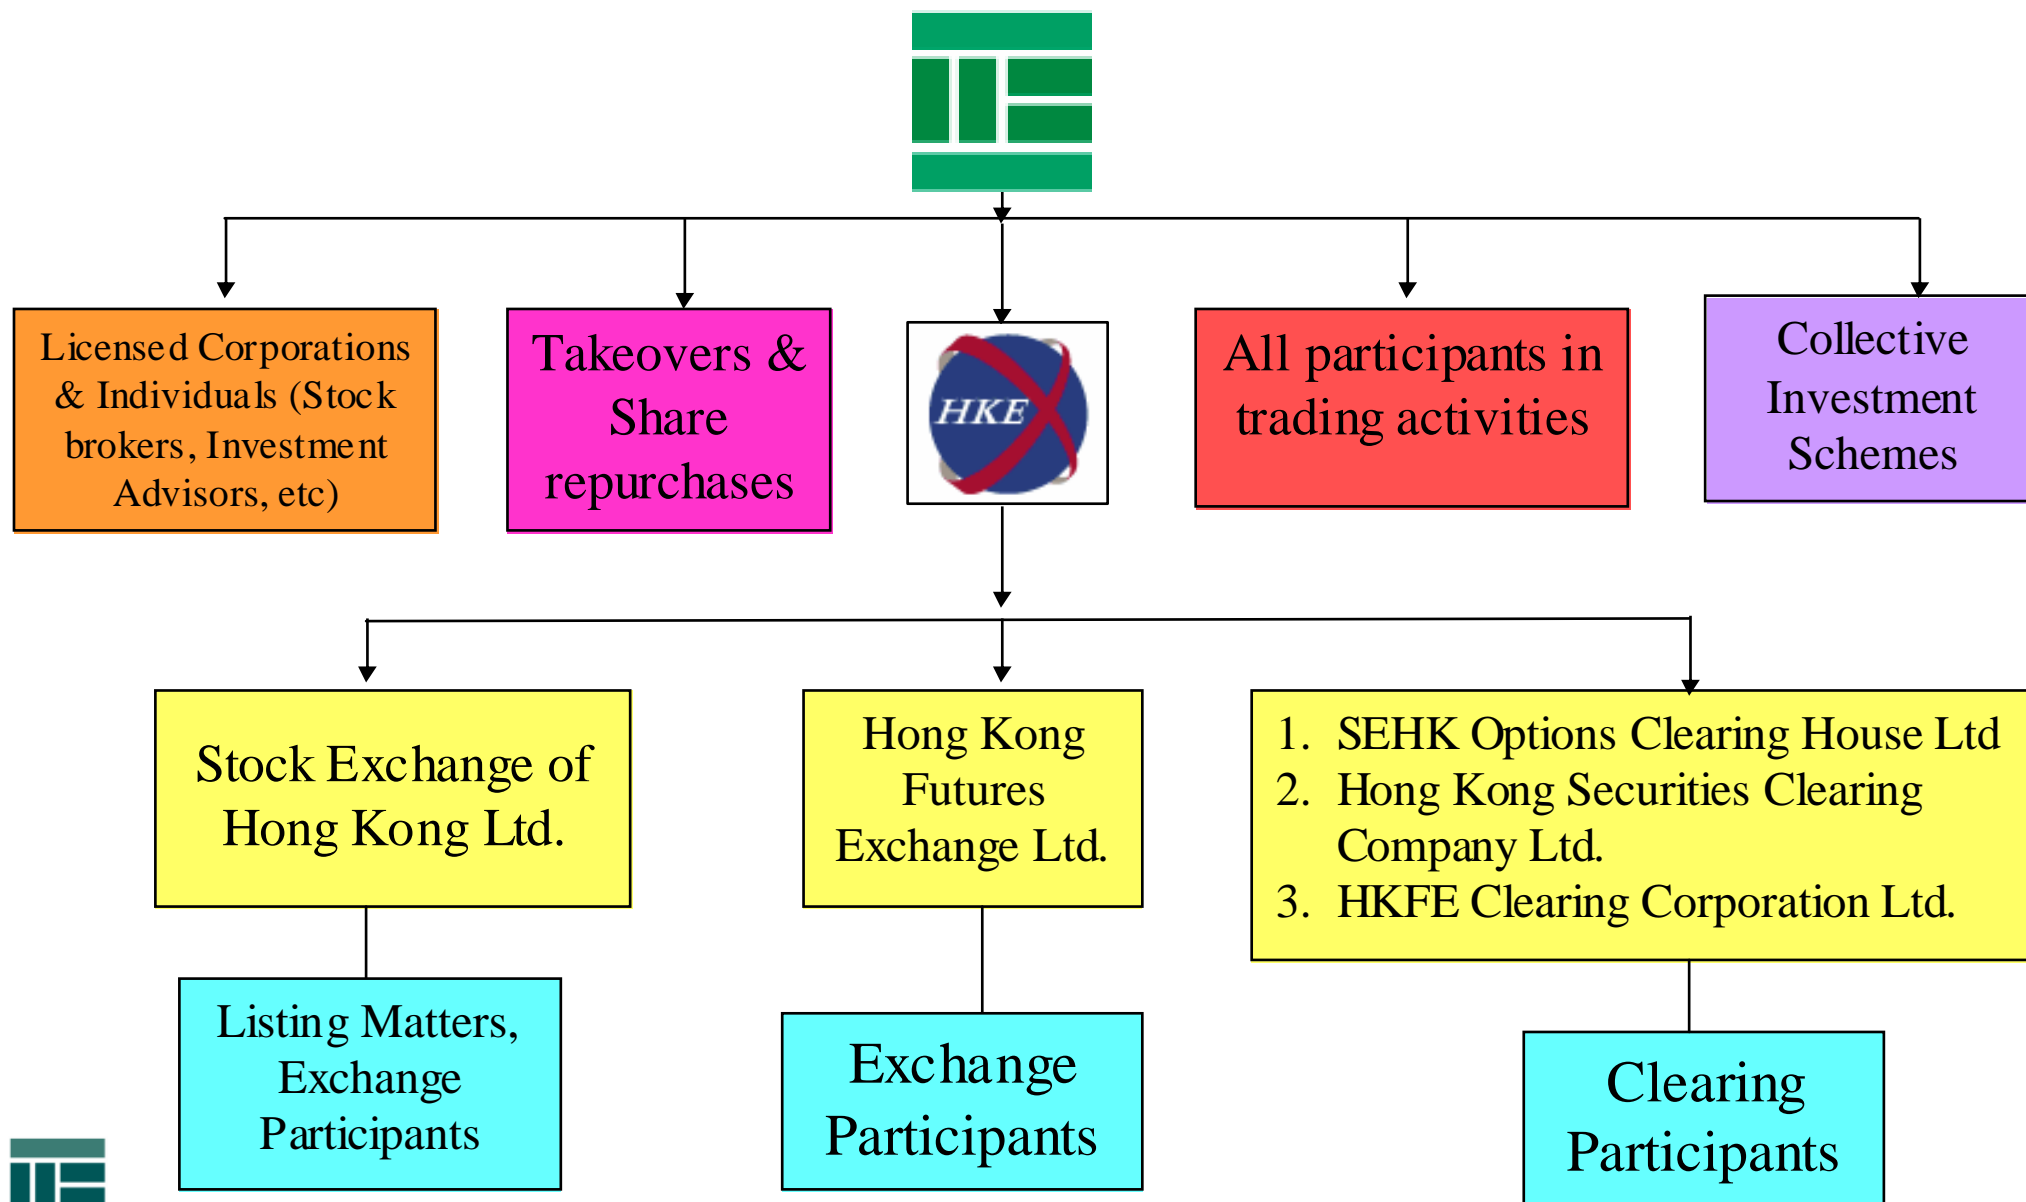 Licensed Corporations
& Individuals (Stock
brokers, Investment
Advisors, etc)
Takeovers &
Share
repurchases
HKEX
All participants in
trading activities
Collective
Investment
Schemes
Stock Exchange of
Hong Kong Ltd.
Hong Kong
Futures
Exchange Ltd.
1. SEHK Options Clearing House Ltd
2. Hong Kong Securities Clearing
Company Ltd.
3. HKFE Clearing Corporation Ltd.
Listing Matters,
Exchange
Participants
Exchange
Participants
Clearing
Participants